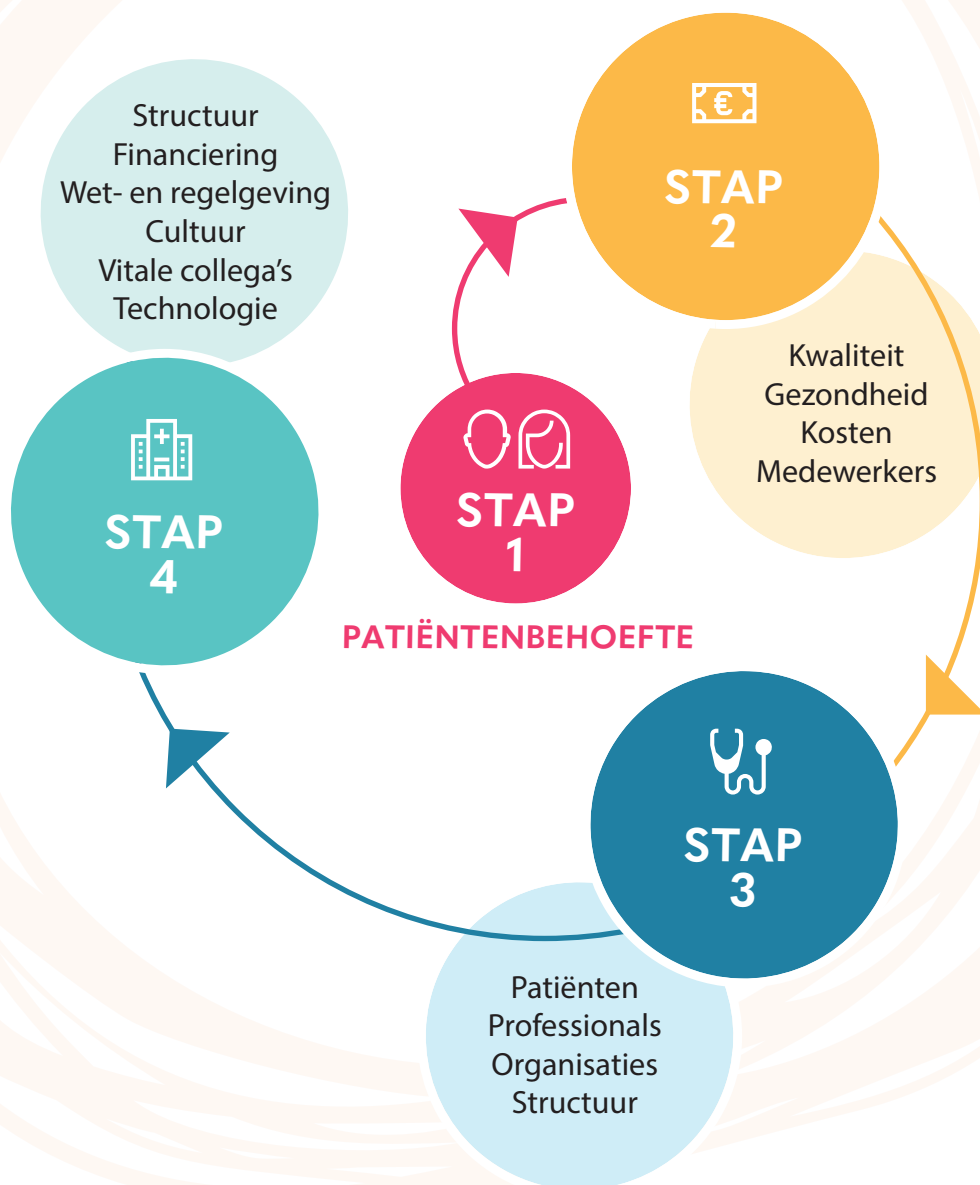 STAP
1
PATIËNTENBEHOEFTE
€
STAP
2
Kwaliteit
Gezondheid
Kosten
Medewerkers
STAP
3
Patiënten
Professionals
Organisaties
Structuur
STAP
4
Structuur
Financiering
Wet- en regelgeving
Cultuur
Vitale collega’s
Technologie